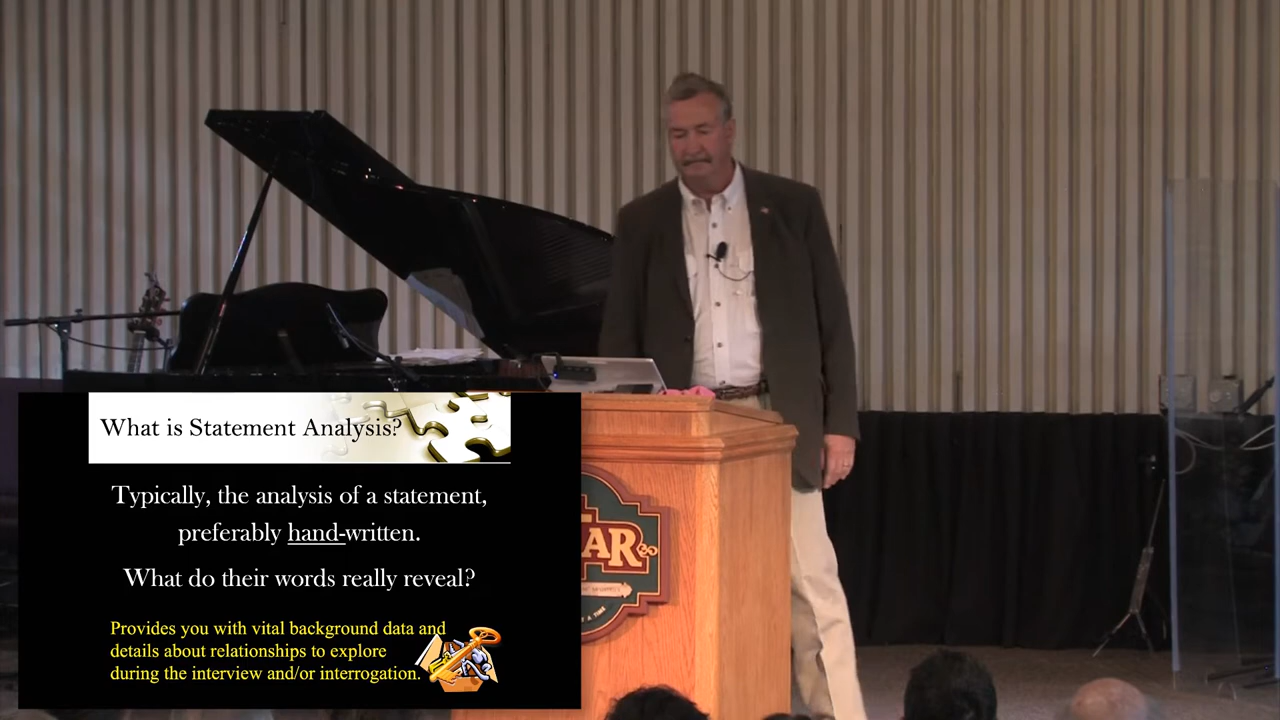 What is Statement Analysis?
Typically, the analysis of a statement,
preferably hand-written.
What do their words really reveal?
Provides you with vital background data and
details about relationships to explore
during the interview and/or interrogation.
AR